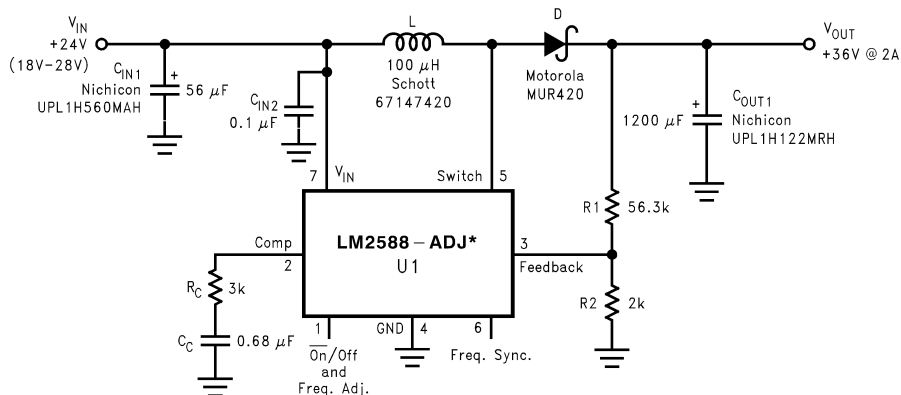 V_IN
+24V
(18V-28V)
C_IN1
Nichicon
UPL1H560MAH
+
56 μF
C_IN2
0.1 μF
L
100 μH
Schott
67147420
D
Motorola
MUR420
V_OUT
+36V @ 2A
+
1200 μF
C_OUT1
Nichicon
UPL1H122MRH
7
V_IN
Switch
5
R1
56.3k
Comp
2
LM2588-ADJ*
U1
3
Feedback
R_C
3k
R2
2k
C_C
0.68 μF
1
GND
4
6
O̅n̅/Off
and
Freq. Adj.
Freq. Sync.